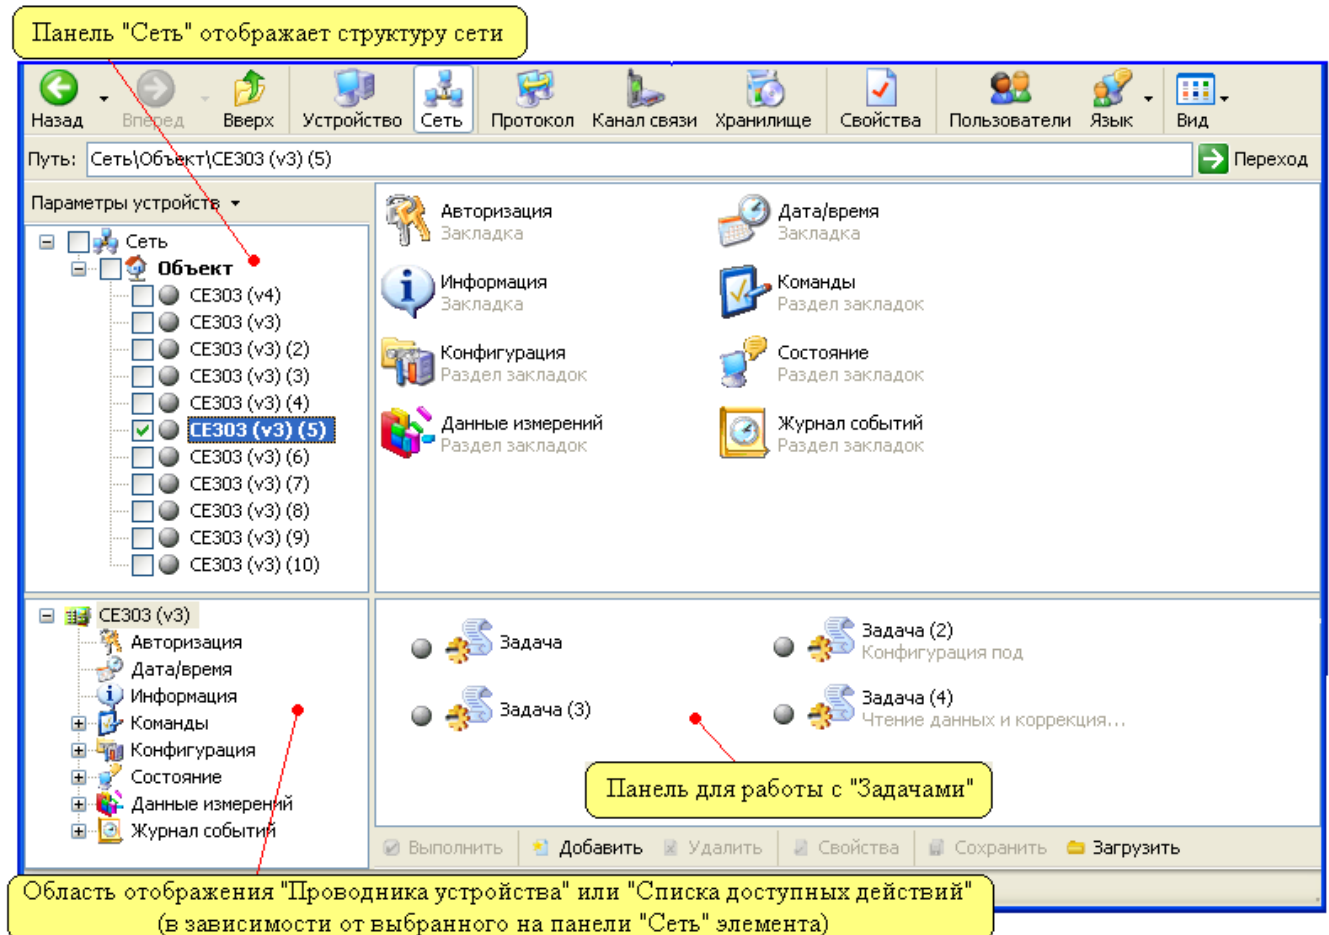 Панель "Сеть" отображает структуру сети
Назад Вперед Вверх Устройство Сеть Протокол Канал связи Хранилище Свойства Пользователи Язык Вид
Путь: Сеть\Объект\CE303 (v3) (5) Переход
Параметры устройств
Сеть
Объект
CE303 (v4)
CE303 (v3)
CE303 (v3) (2)
CE303 (v3) (3)
CE303 (v3) (4)
CE303 (v3) (5)
CE303 (v3) (6)
CE303 (v3) (7)
CE303 (v3) (8)
CE303 (v3) (9)
CE303 (v3) (10)
Авторизация
Закладка
Дата/время
Закладка
Информация
Закладка
Команды
Раздел закладок
Конфигурация
Раздел закладок
Состояние
Раздел закладок
Данные измерений
Раздел закладок
Журнал событий
Раздел закладок
CE303 (v3)
Авторизация
Дата/время
Информация
Команды
Конфигурация
Состояние
Данные измерений
Журнал событий
Задача
Задача (2)
Конфигурация под
Задача (3)
Задача (4)
Чтение данных и коррекция...
Панель для работы с "Задачами"
Выполнить Добавить Удалить Свойства Сохранить Загрузить
Область отображения "Проводника устройства" или "Списка доступных действий"
(в зависимости от выбранного на панели "Сеть" элемента)